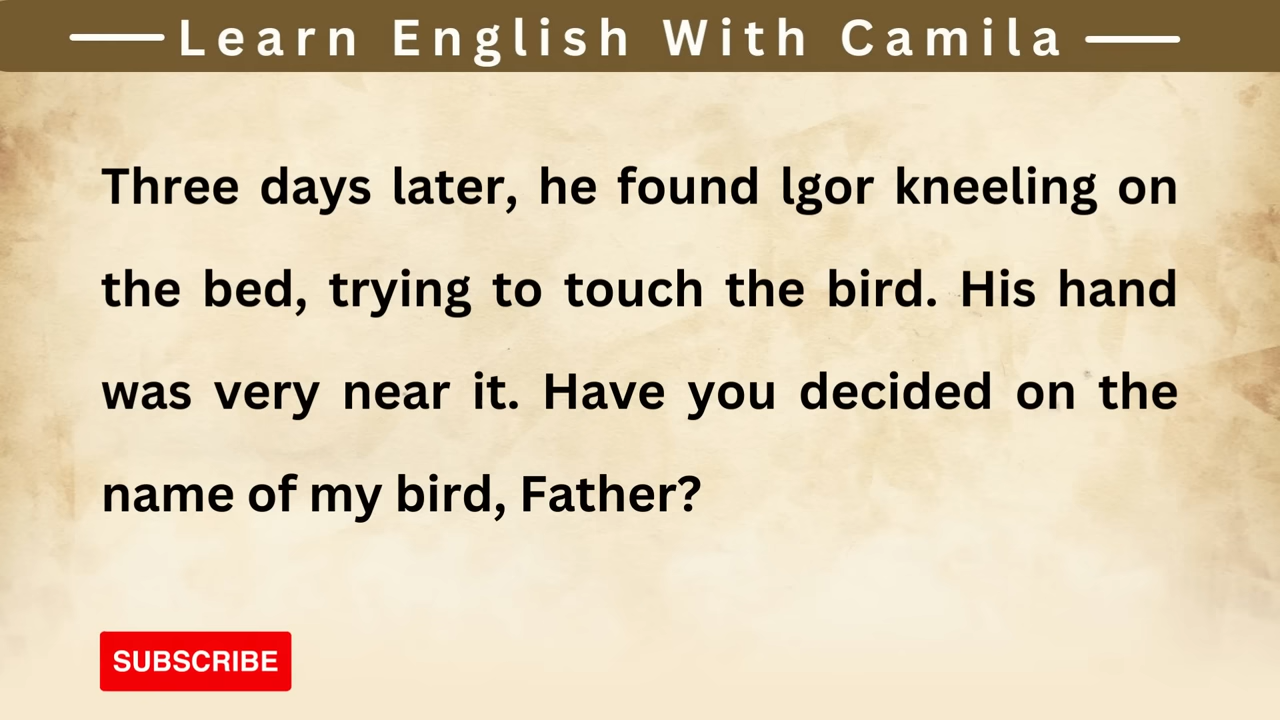 Learn English With Camila
Three days later, he found lgor kneeling on
the bed, trying to touch the bird. His hand
was very near it. Have you decided on the
name of my bird, Father?
SUBSCRIBE